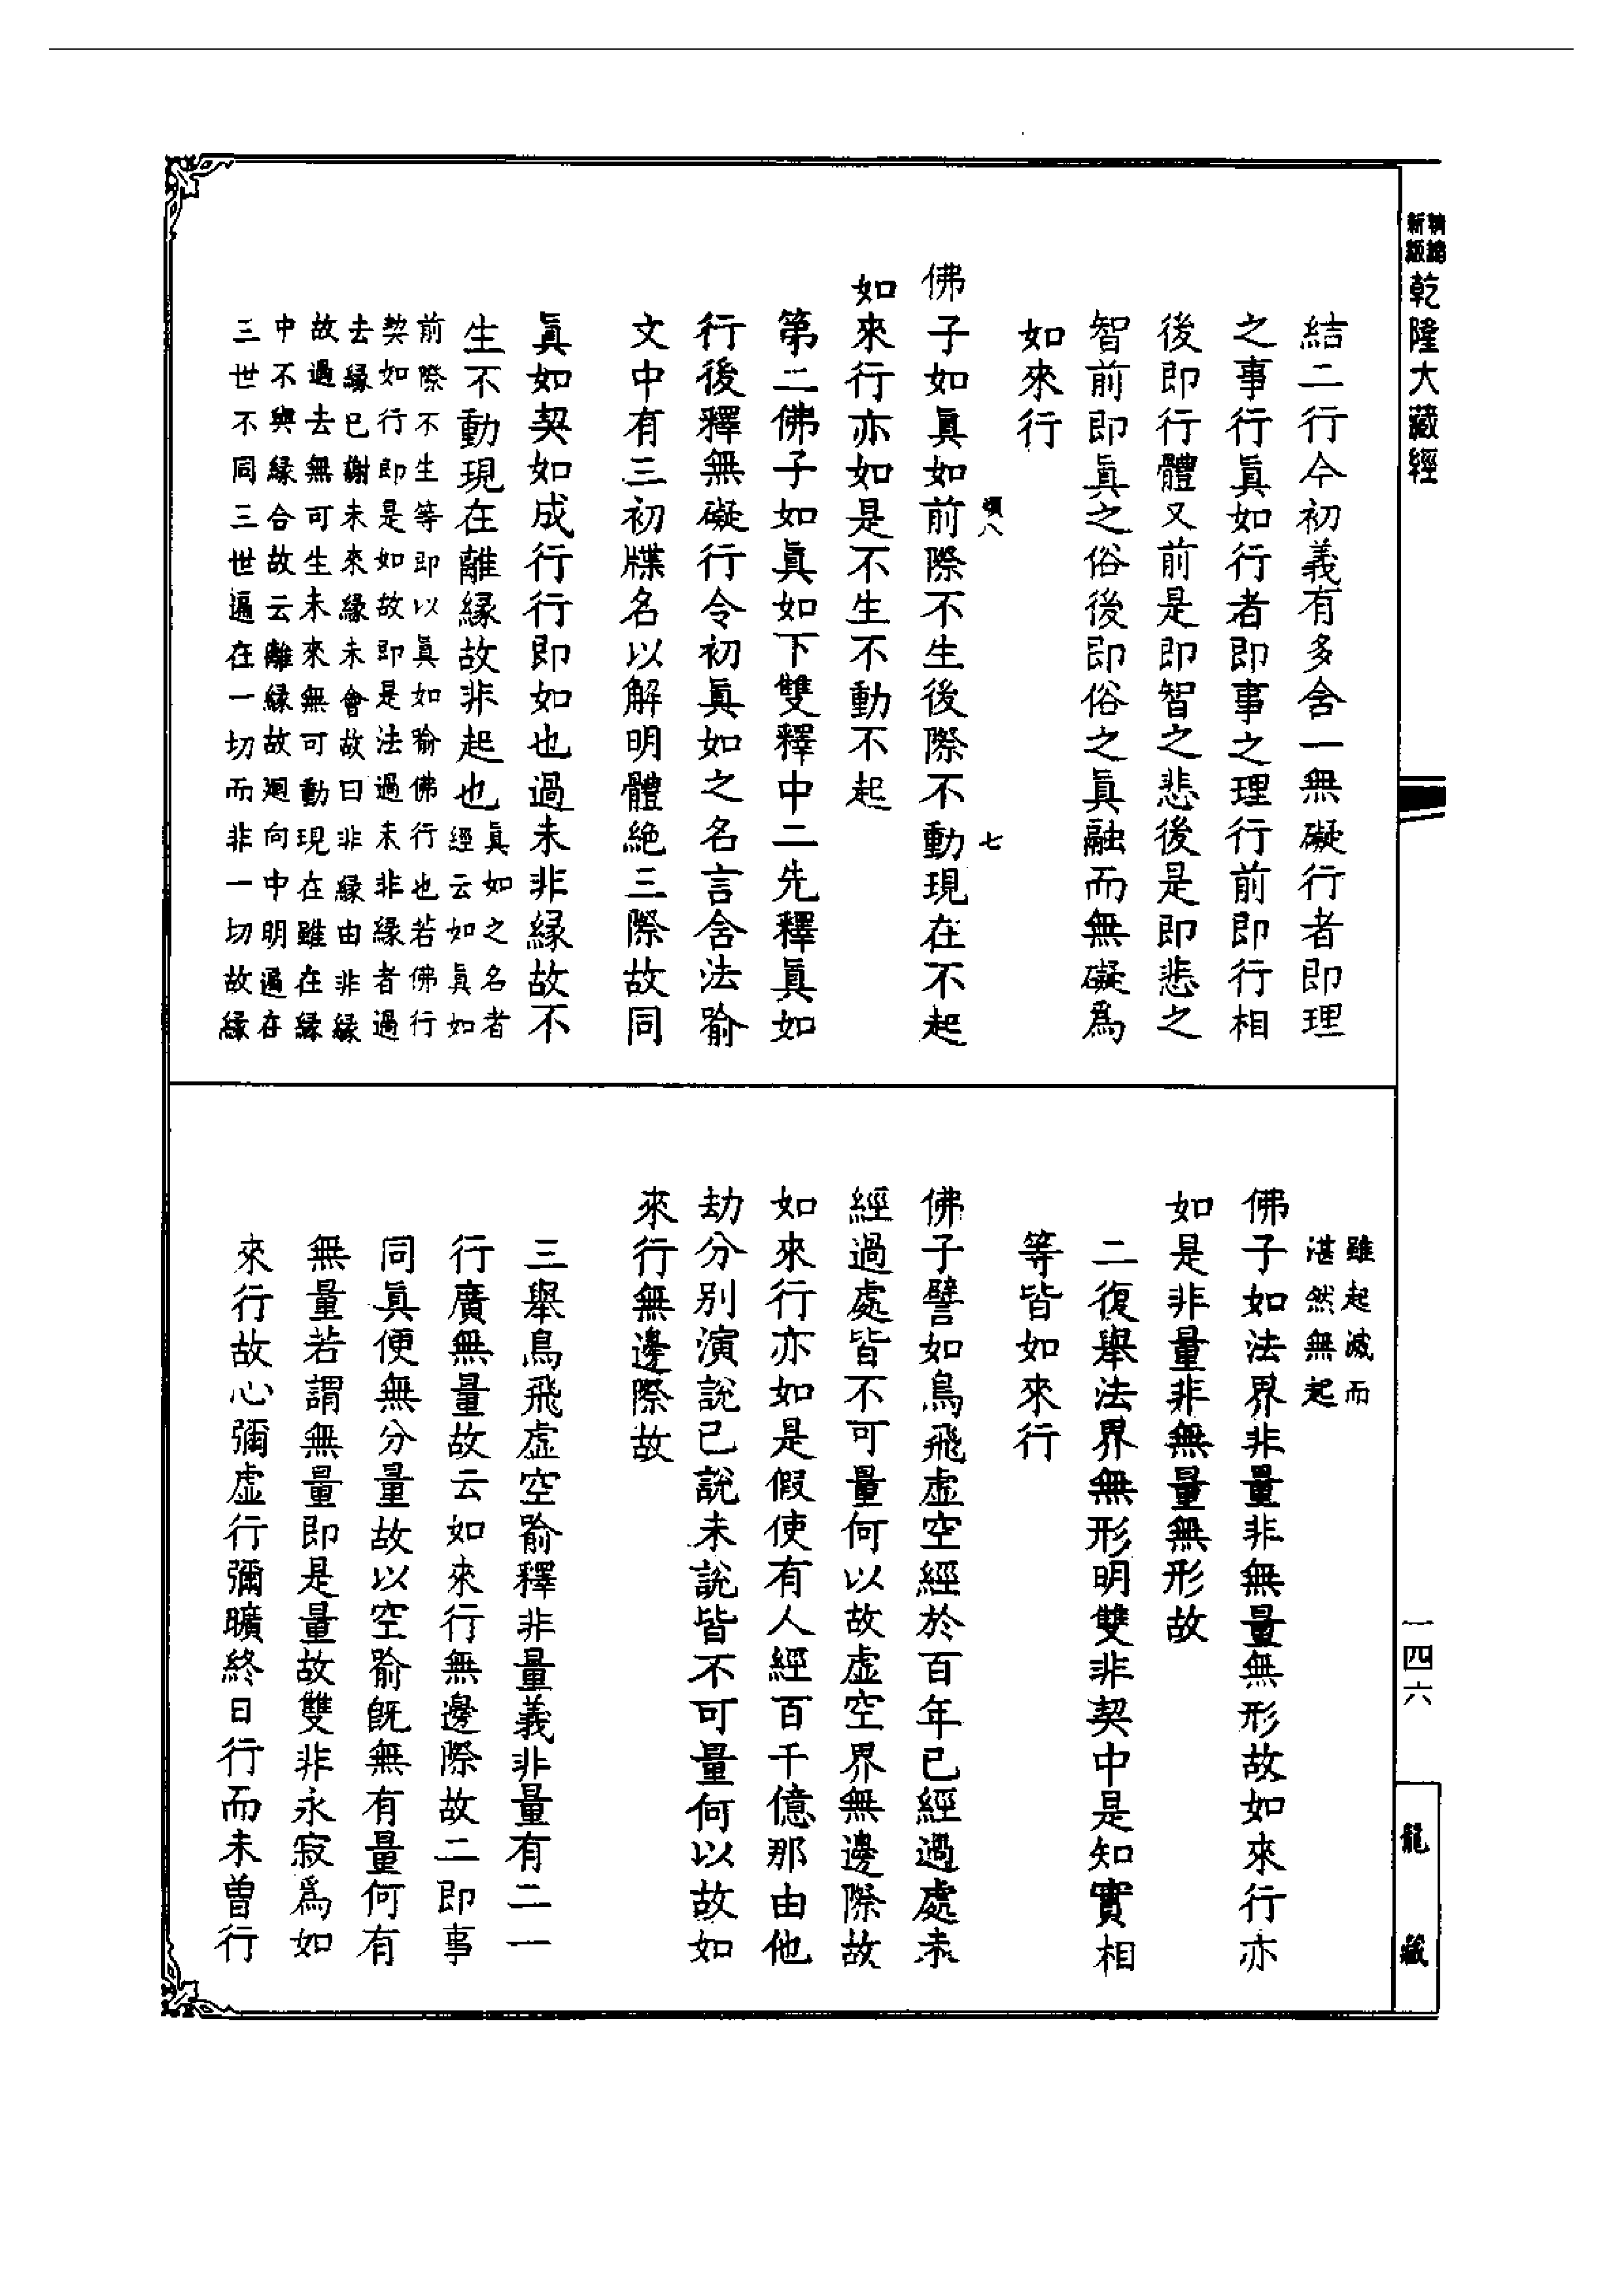 新編
新版
乾隆大藏經
結二行今初義有多含一無礙行者即理
之事行眞如行者即事之理行前即行相
後即行體又前是即智之悲後是即悲之
智前即眞之俗後即俗之眞融而無礙爲
如來行
八
七
佛子如眞如前際不生後際不動現在不起
如來行亦如是不生不動不起
第二佛子如眞如下雙釋中二先釋眞如
行後釋無礙行今初眞如之名言含法喻
文中有三初牒名以解明體絶三際故同
眞如契如成行行即如也過未非縁故不
生不動現在離縁故非起也
眞如之名者
經云如眞如
前際不生等即以眞如喻佛行也若佛行
契如行即是如故即是法過未非縁者過
去縁已謝未來縁未會故曰非縁由非縁
故過去無可生未來無可動現在雖在縁
中不與縁合故云離縁故廻向中明遍在
三世不同三世遍在一切而非一切故縁
雖起滅而
湛然無起
佛子如法界非量非無量無形故如來行亦
如是非量非無量無形故
二復舉法界無形明雙非契中是知實相
等皆如來行
佛子譬如鳥飛虛空經於百年已經過處未
經過處皆不可量何以故虛空界無邊際故
如來行亦如是假使有人經百千億那由他
劫分別演說已說未說皆不可量何以故如
來行無邊際故
三舉鳥飛虛空喻釋非量義非量有二一
行廣無量故云如來行無邊際故二即事
同眞便無分量故以空喻旣無有量何有
無量若謂無量即是量故雙非永寂爲如
來行故心彌虛行彌曠終日行而未曽行
一四六
龍藏